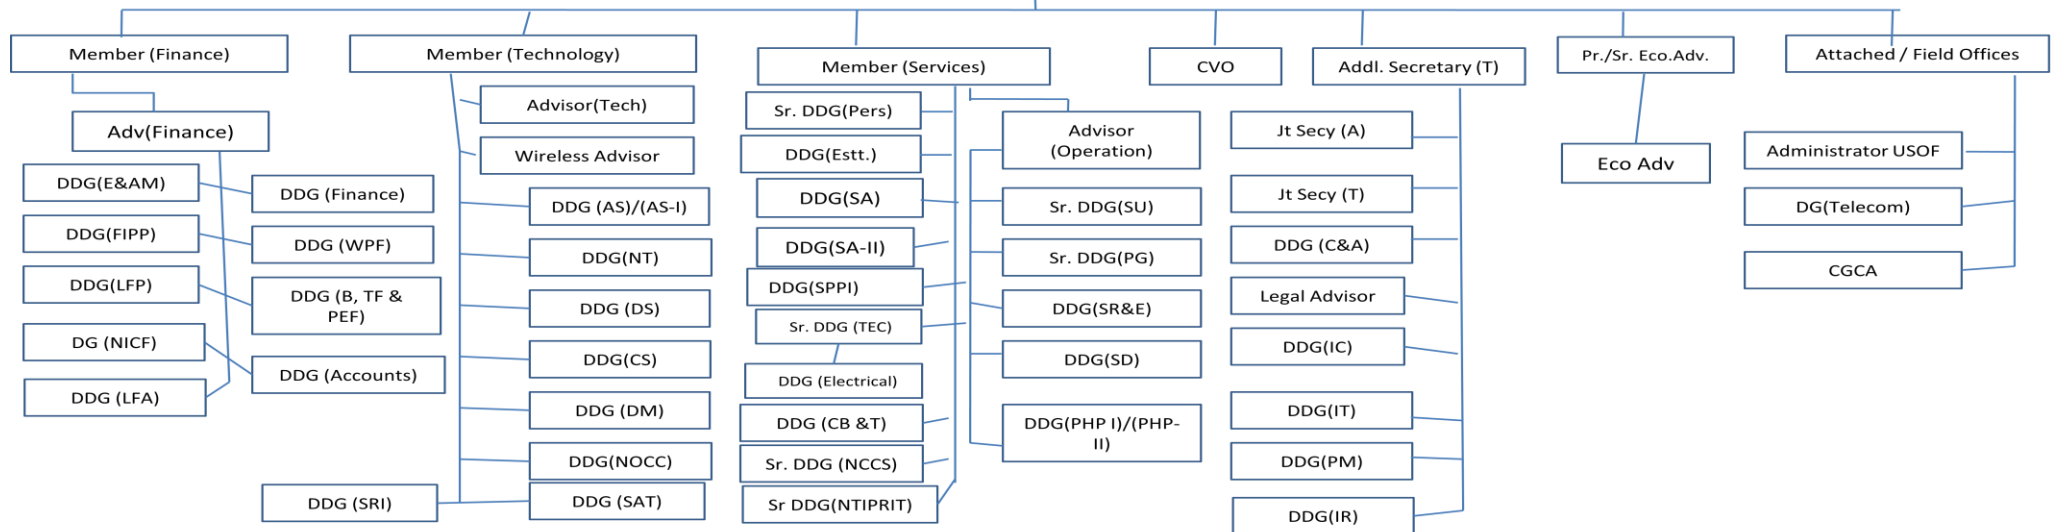 Member (Finance)
Member (Technology)
Member (Services)
CVO
Addl. Secretary (T)
Pr./Sr. Eco.Adv.
Attached / Field Offices
Adv(Finance)
DDG(E&AM)
DDG (Finance)
DDG(FIPP)
DDG (WPF)
DDG(LFP)
DDG (B, TF &
PEF)
DG (NICF)
DDG (Accounts)
DDG (LFA)
Advisor(Tech)
Wireless Advisor
DDG (AS)/(AS-I)
DDG(NT)
DDG (DS)
DDG(CS)
DDG (DM)
DDG(NOCC)
DDG (SRI)
DDG (SAT)
Sr. DDG(Pers)
DDG(Estt.)
DDG(SA)
DDG(SA-II)
DDG(SPPI)
Sr. DDG (TEC)
DDG (Electrical)
DDG (CB &T)
Sr. DDG (NCCS)
Sr DDG(NTIPRIT)
Advisor
(Operation)
Sr. DDG(SU)
Sr. DDG(PG)
DDG(SR&E)
DDG(SD)
DDG(PHP I)/(PHP-
II)
Jt Secy (A)
Jt Secy (T)
DDG (C&A)
Legal Advisor
DDG(IC)
DDG(IT)
DDG(PM)
DDG(IR)
Eco Adv
Administrator USOF
DG(Telecom)
CGCA